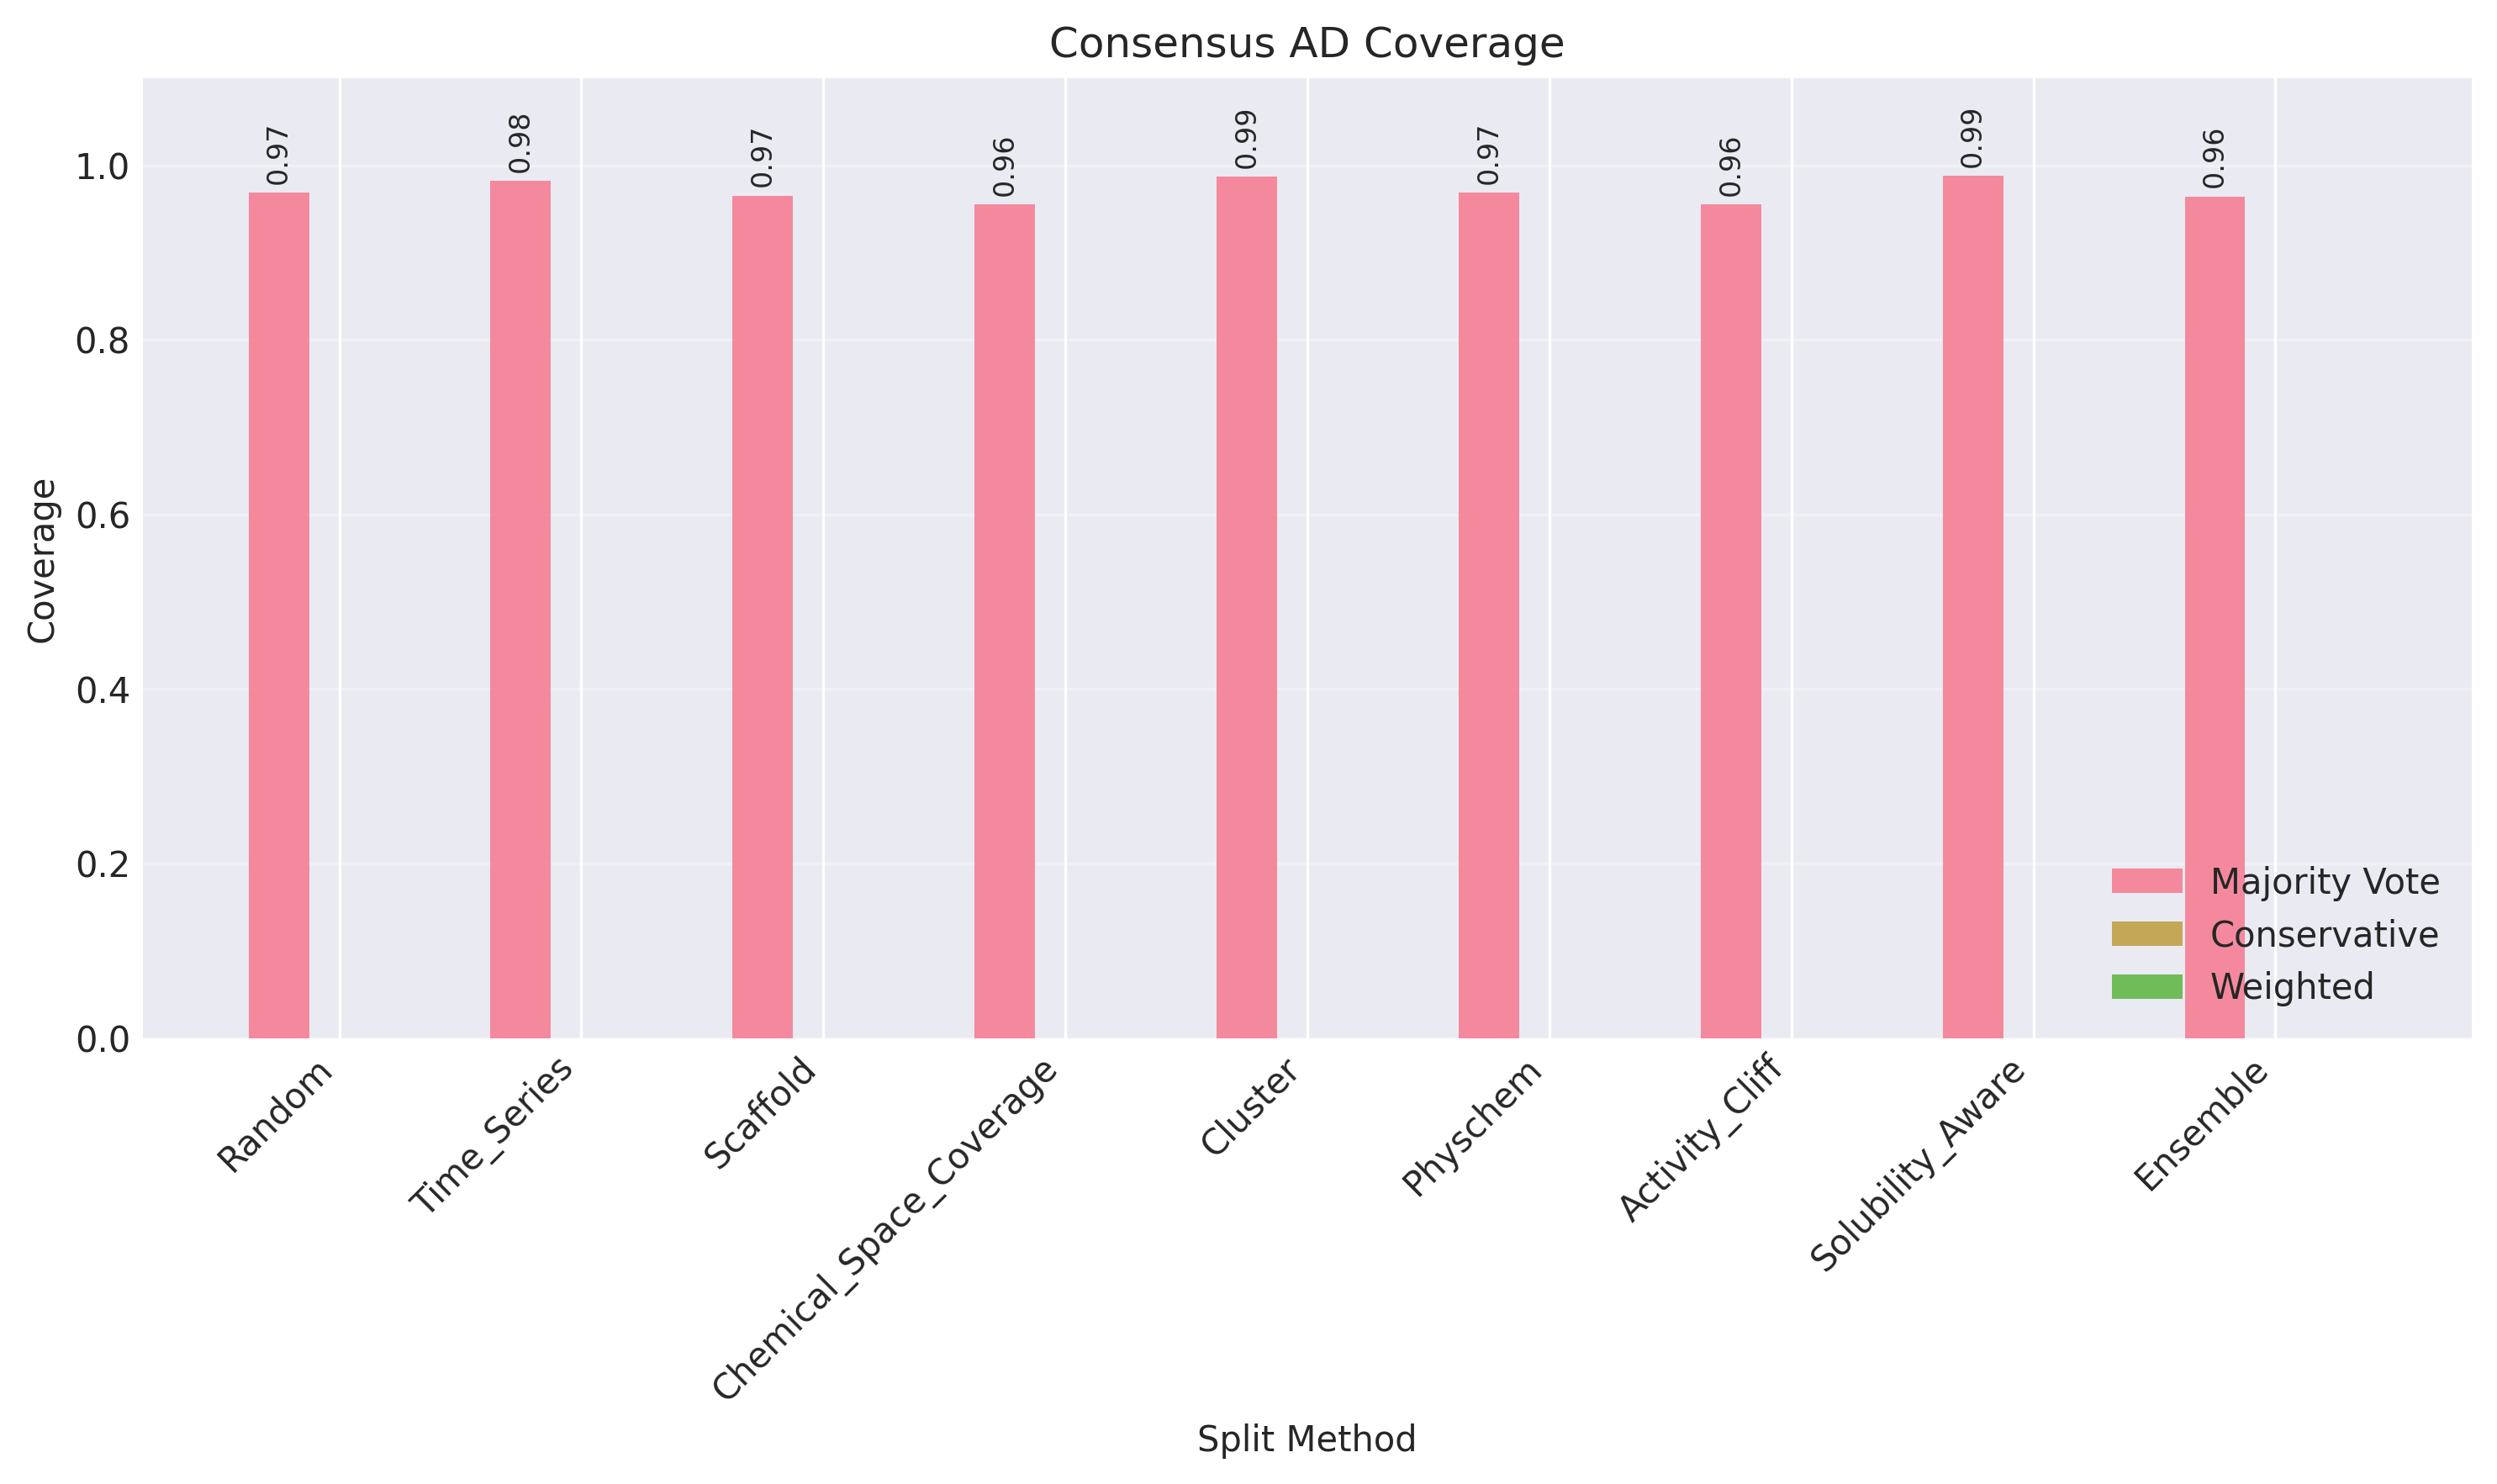 Consensus AD Coverage
0.97
0.98
0.97
0.96
0.99
0.97
0.96
0.99
0.96
1.0
0.8
0.6
0.4
0.2
0.0
Coverage
Majority Vote
Conservative
Weighted
Random
Time_Series
Scaffold
Chemical_Space_Coverage
Cluster
Physchem
Activity_Cliff
Solubility_Aware
Ensemble
Split Method